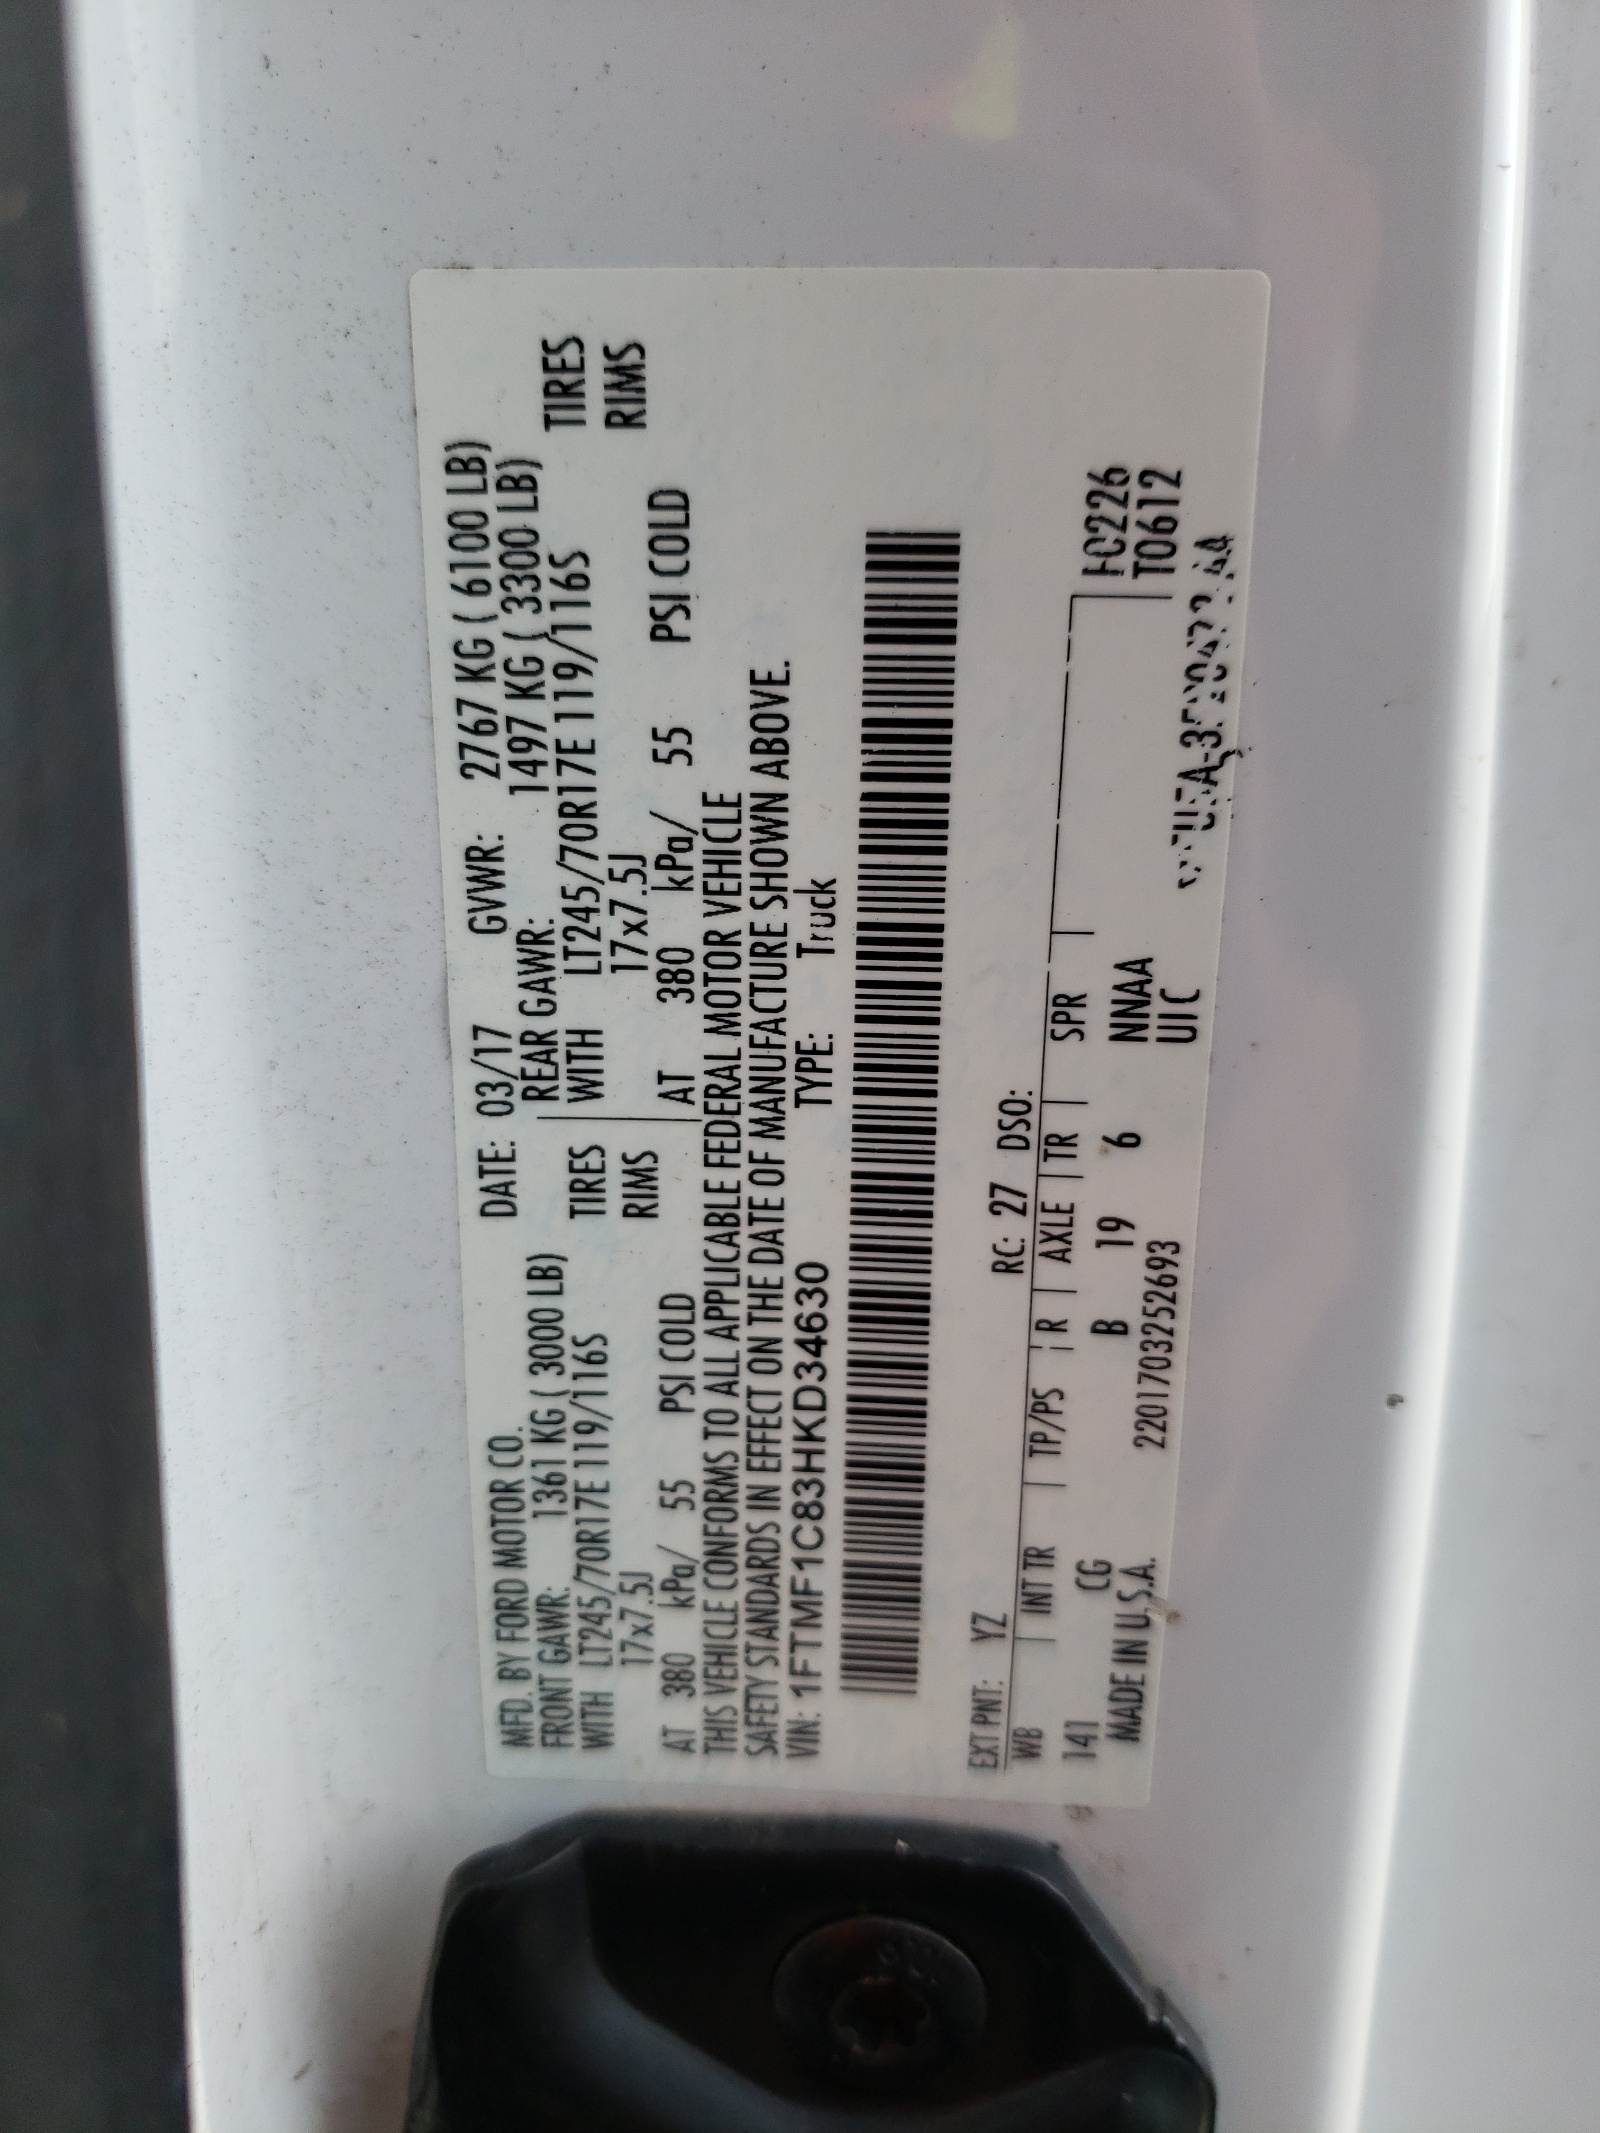 MFD. BY FORD MOTOR CO. DATE: 03/17 GVWR: 2767 KG ( 6100 LB)
FRONT GAWR: 1361 KG ( 3000 LB) REAR GAWR: 1497 KG ( 3300 LB)
WITH LT245/70R17E 119/116S TIRES WITH LT245/70R17E 119/116S TIRES
17x7.5J RIMS 17x7.5J RIMS
AT 380 kPa/ 55 PSI COLD AT 380 kPa/ 55 PSI COLD
THIS VEHICLE CONFORMS TO ALL APPLICABLE FEDERAL MOTOR VEHICLE
SAFETY STANDARDS IN EFFECT ON THE DATE OF MANUFACTURE SHOWN ABOVE.
VIN: 1FTMF1C83HKD34630 TYPE: Truck
EXT PNT: YZ RC: 27 DSO:
WB | INT TR | TP/PS | R | AXLE | TR | SPR
141 CG B 19 6 NNAA F0226
MADE IN U.S.A. 220170325269​3 UIC T0612